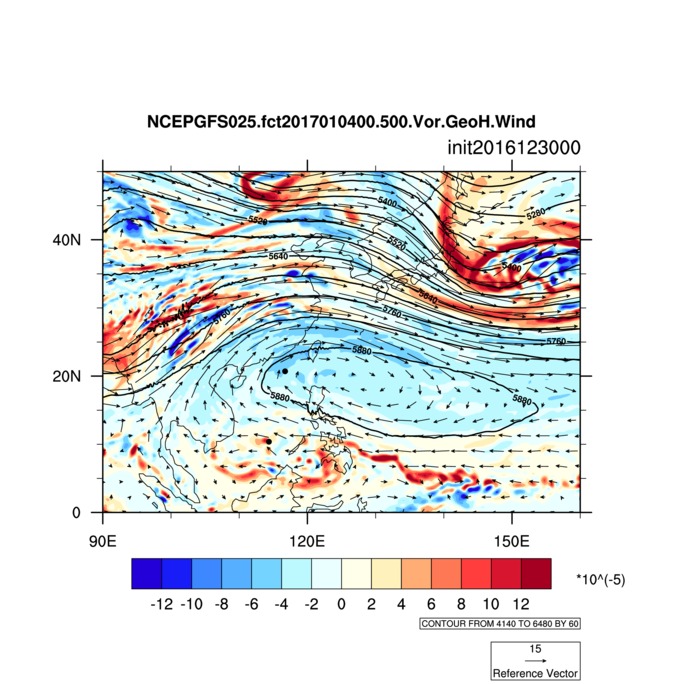 NCEPGFS025.fct2017010400.500.Vor.GeoH.Wind
init2016123000
5400
5280
5520
40N
5520
5640
5400
5640
5760
5760
5760
5880
20N
5880
5880
0
90E 120E 150E
*10^(-5)
-12 -10 -8 -6 -4 -2 0 2 4 6 8 10 12
CONTOUR FROM 4140 TO 6480 BY 60
15
Reference Vector